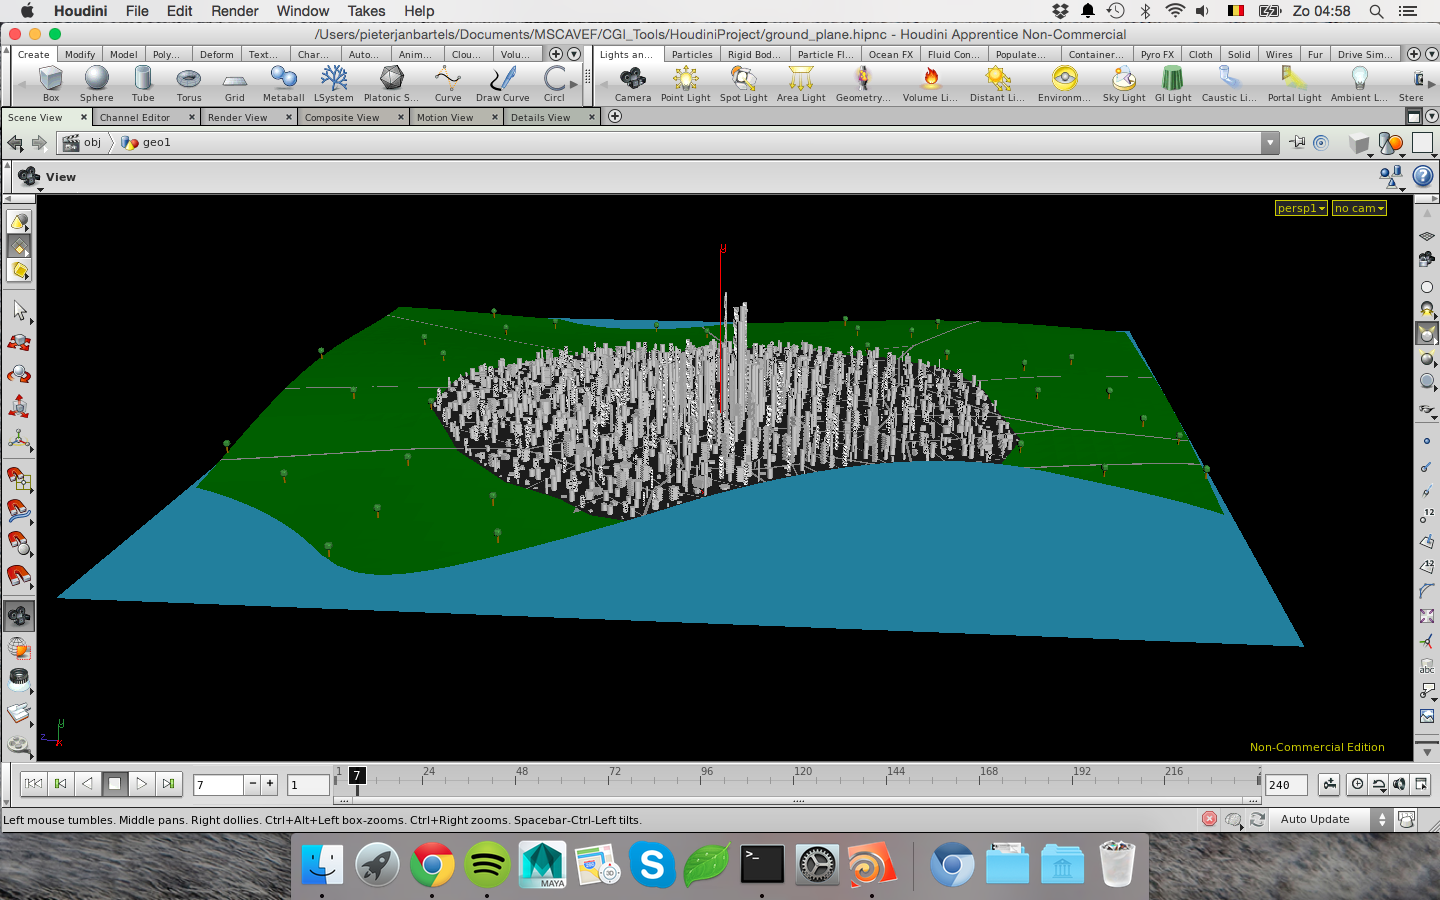 Houdini File Edit Render Window Takes Help Zo 04:58
/Users/pieterjanbartels/Documents/MSCAVEF/CGI_Tools/HoudiniProject/ground_plane.hipnc - Houdini Apprentice Non-Commercial
Create Modify Model Poly... Deform Text... Char... Auto... Anim... Clou... Volu... Lights an... Particles Rigid Bod... Particle Fl... Ocean FX Fluid Con... Populate... Container... Pyro FX Cloth Solid Wires Fur Drive Sim...
Box Sphere Tube Torus Grid Metaball LSystem Platonic S... Curve Draw Curve Circl Camera Point Light Spot Light Area Light Geometry... Volume Li... Distant Li... Environm... Sky Light GI Light Caustic Li... Portal Light Ambient L... Stere
Scene View Channel Editor Render View Composite View Motion View Details View
obj geo1
View
persp1 no cam
y
12
12
abc
y
z x
Non-Commercial Edition
7 1 1 7 24 48 72 96 120 144 168 192 216 2 240
Left mouse tumbles. Middle pans. Right dollies. Ctrl+Alt+Left box-zooms. Ctrl+Right zooms. Spacebar-Ctrl-Left tilts. Auto Update
MAYA 3D S >_